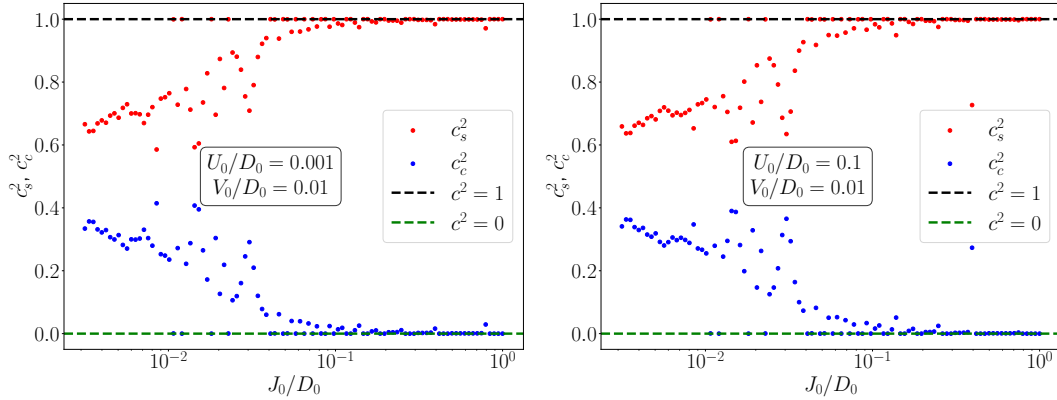 1.0
0.8
0.6
0.4
0.2
0.0
c_s^2, c_c^2
10^{-2}
10^{-1}
10^0
J_0/D_0
U_0/D_0 = 0.001
V_0/D_0 = 0.01
c_s^2
c_c^2
c^2 = 1
c^2 = 0
1.0
0.8
0.6
0.4
0.2
0.0
c_s^2, c_c^2
10^{-2}
10^{-1}
10^0
J_0/D_0
U_0/D_0 = 0.1
V_0/D_0 = 0.01
c_s^2
c_c^2
c^2 = 1
c^2 = 0